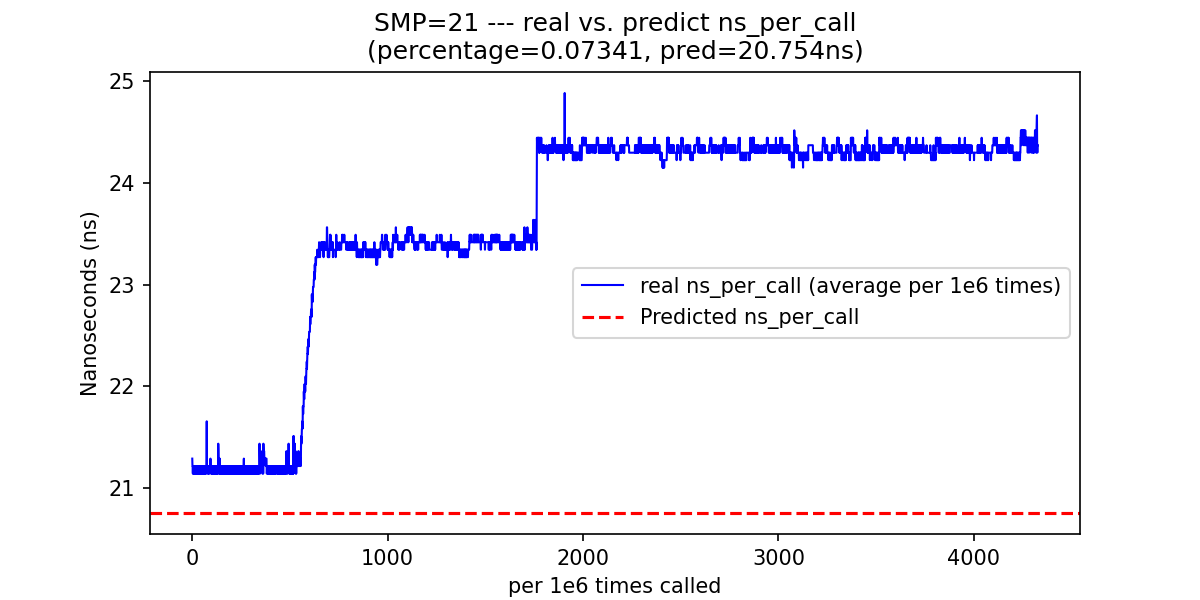 SMP=21 --- real vs. predict ns_per_call
(percentage=0.07341, pred=20.754ns)
25
24
23
22
21
Nanoseconds (ns)
real ns_per_call (average per 1e6 times)
Predicted ns_per_call
0 1000 2000 3000 4000
per 1e6 times called